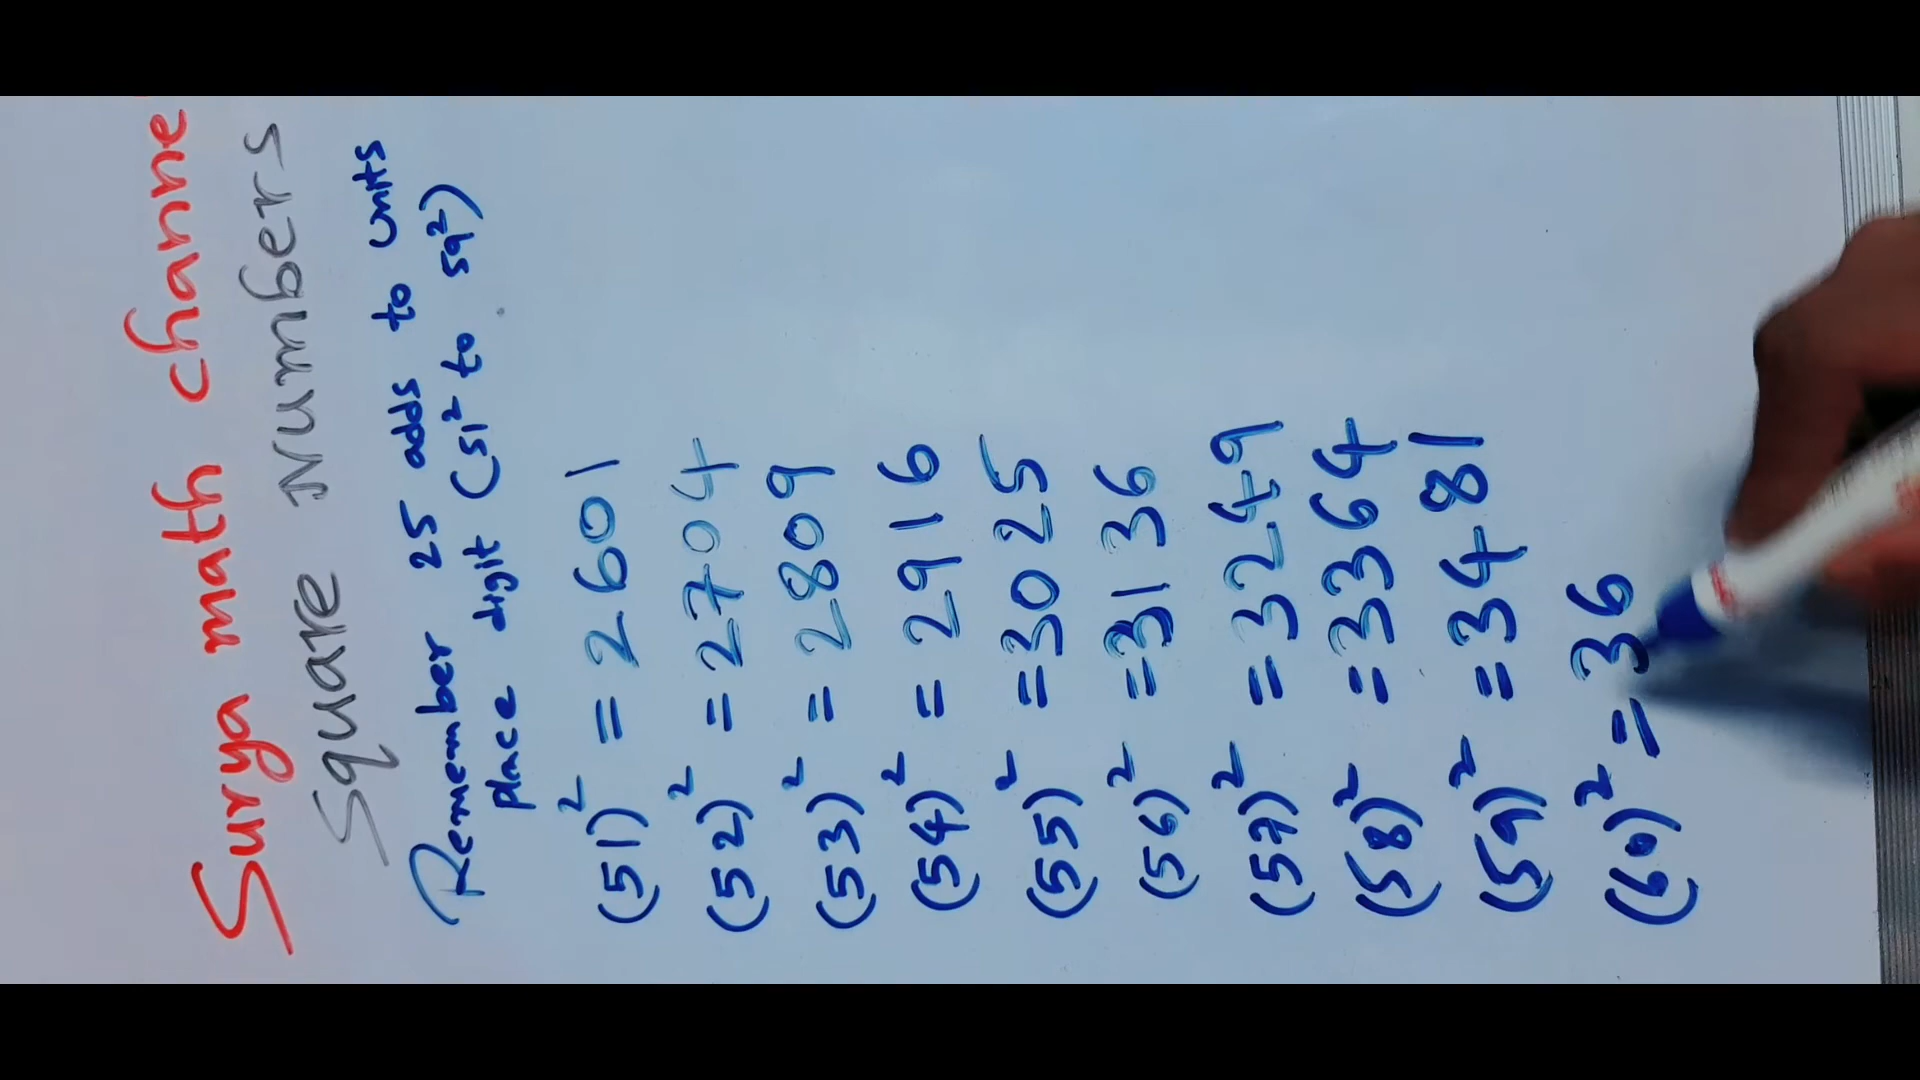 Surya math channe
Square Numbers
Remember 25 adds to units
place digit (51² to 59²)
(51)² = 2601
(52)² = 2704
(53)² = 2809
(54)² = 2916
(55)² = 3025
(56)² = 3136
(57)² = 3249
(58)² = 3364
(59)² = 3481
(60)² = 36